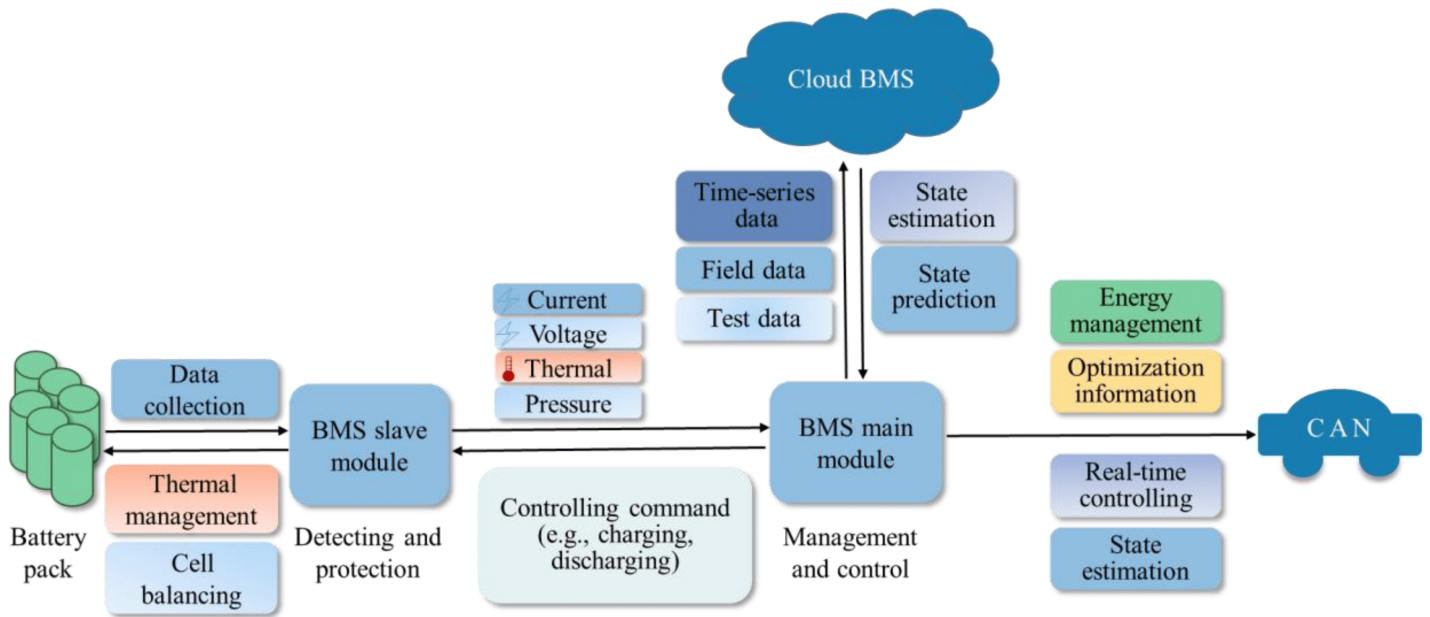 Cloud BMS
Time-series
data
Field data
Test data
State
estimation
State
prediction
Current
Voltage
Thermal
Pressure
Energy
management
Optimization
information
Data
collection
BMS slave
module
BMS main
module
CAN
Thermal
management
Cell
balancing
Battery
pack
Detecting and
protection
Controlling command
(e.g., charging,
discharging)
Management
and control
Real-time
controlling
State
estimation